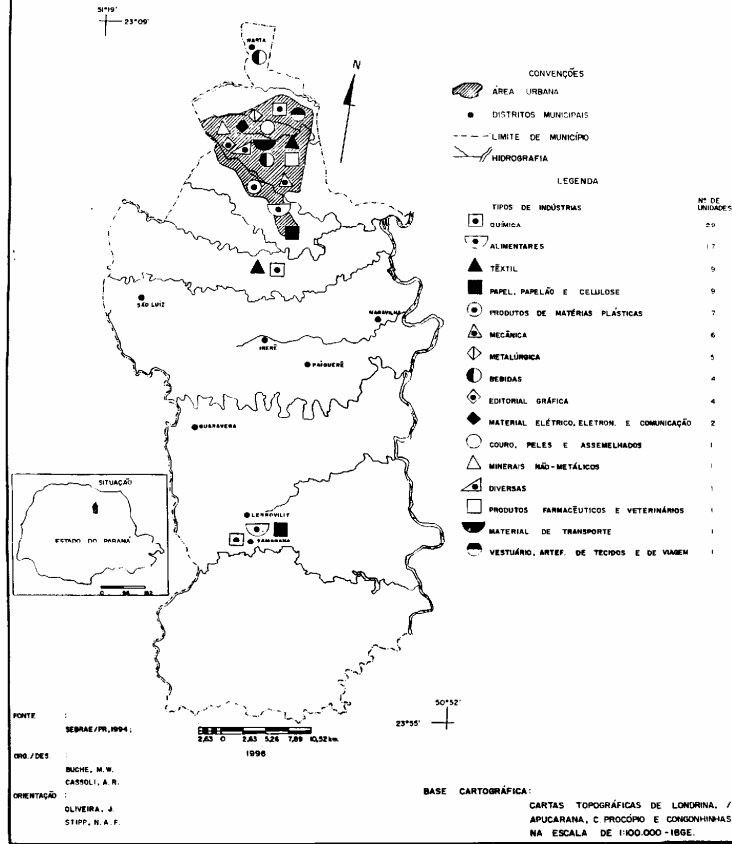 51°19'
23°09'
WARTA
N
CONVENÇÕES
ÁREA URBANA
DISTRITOS MUNICIPAIS
LIMITE DE MUNICÍPIO
HIDROGRAFIA
LEGENDA
TIPOS DE INDÚSTRIAS
Nº DE UNIDADES
QUÍMICA
ALIMENTARES 17
TÊXTIL 9
PAPEL, PAPELÃO E CELULOSE 9
PRODUTOS DE MATÉRIAS PLÁSTICAS 7
MECÂNICA 6
METALÚRGICA 5
BEBIDAS 4
EDITORIAL GRÁFICA 4
MATERIAL ELÉTRICO, ELETRON. E COMUNICAÇÃO 2
COURO, PELES E ASSEMELHADOS 1
MINERAIS NÃO-METÁLICOS 1
DIVERSAS 1
PRODUTOS FARMACÊUTICOS E VETERINÁRIOS 1
MATERIAL DE TRANSPORTE 1
VESTUÁRIO, ARTEF. DE TECIDOS E DE VIAGEM 1
SÃO LUIZ
MARAVILHA
IRERÊ
PAIQUERÊ
GUARAVERA
LERROVILLE
TAMARANA
SITUAÇÃO
ESTADO DO PARANÁ
0
50°52'
23°55'
FONTE :
SEBRAE/PR, 1994;
2,63 0 2,63 5,26 7,89 10,52 km.
1996
ORG./DES.
BUCHE, M.W.
CASSOLI, A.R.
ORIENTAÇÃO :
OLIVEIRA, J.
STIPP, N.A.F.
BASE CARTOGRÁFICA:
CARTAS TOPOGRÁFICAS DE LONDRINA, /
APUCARANA, C. PROCÓPIO E CONGONHINHAS
NA ESCALA DE 1:100.000 - IBGE.